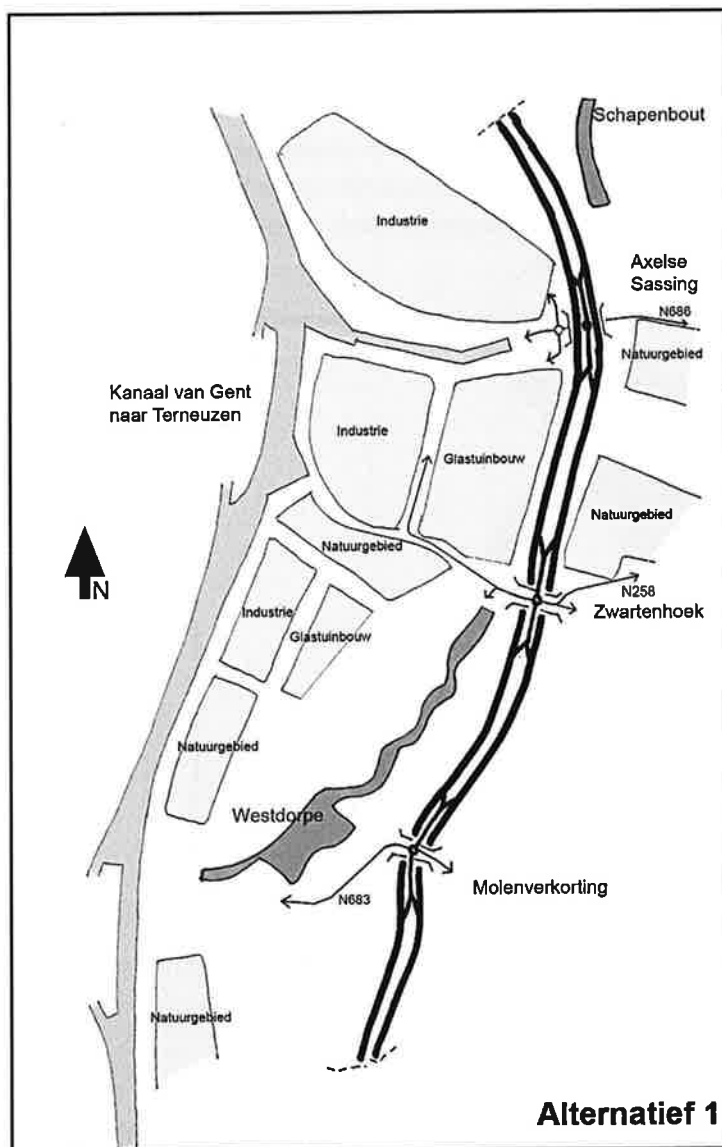 Schapenbout
Industrie
Axelse
Sassing
N686
Natuurgebied
Kanaal van Gent
naar Terneuzen
Industrie
Glastuinbouw
Natuurgebied
Natuurgebied
N
N258
Industrie
Zwartenhoek
Glastuinbouw
Natuurgebied
Westdorpe
Molenverkorting
N683
Natuurgebied
Alternatief 1